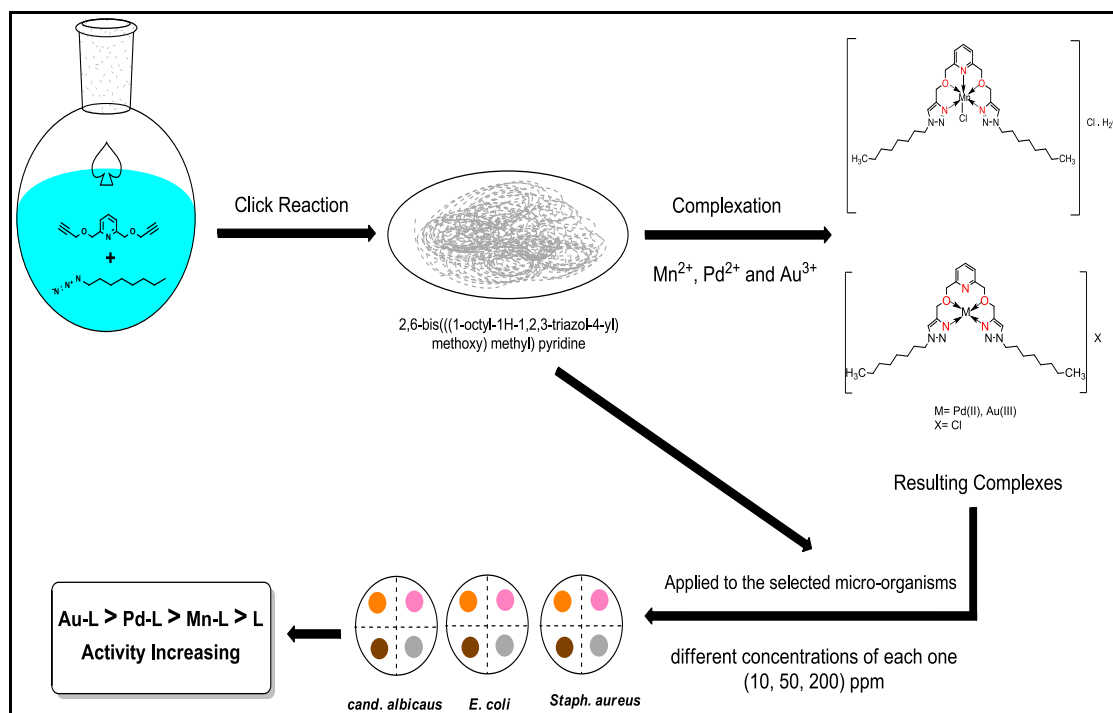 Click Reaction
Complexation
Mn²⁺, Pd²⁺ and Au³⁺
O
N
O
+
-N
N+
N
2,6-bis(((1-octyl-1H-1,2,3-triazol-4-yl)
methoxy) methyl) pyridine
N
O
O
Mn
N
Cl
N
N-N
N-N
H₃C
CH₃
Cl . H₂
N
O
O
M
N
N
N-N
N-N
H₃C
CH₃
X
M= Pd(II), Au(III)
X= Cl
Resulting Complexes
Applied to the selected micro-organisms
different concentrations of each one
(10, 50, 200) ppm
cand. albicaus
E. coli
Staph. aureus
Au-L > Pd-L > Mn-L > L
Activity Increasing